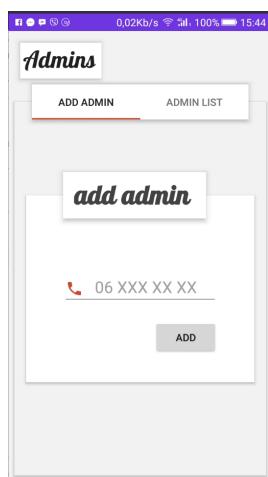 0,02Kb/s 100% 15:44
Admins
ADD ADMIN ADMIN LIST
add admin
06 XXX XX XX
ADD